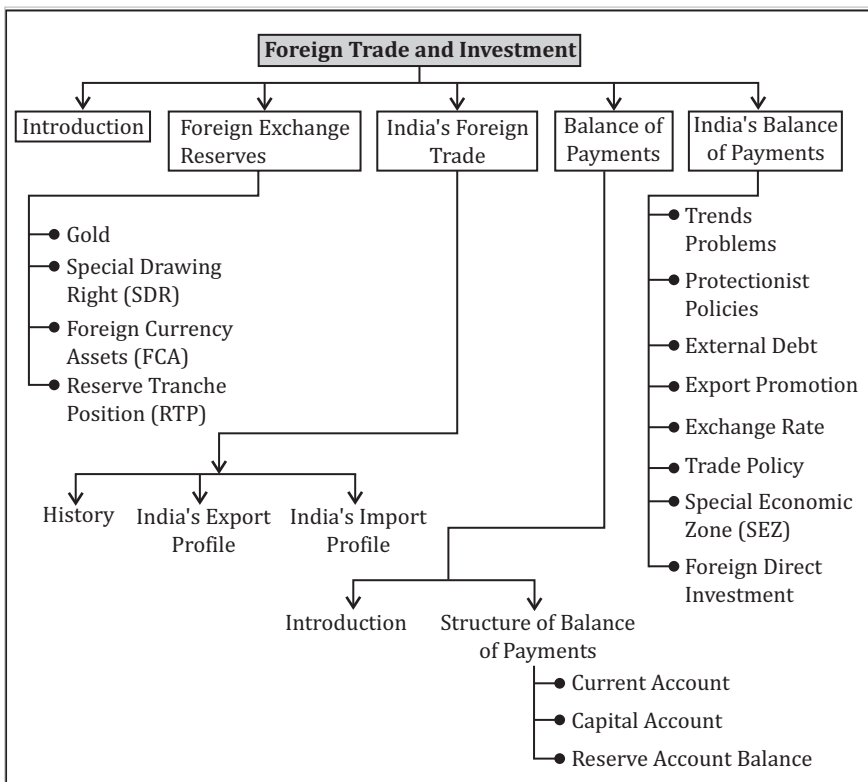 Foreign Trade and Investment
Introduction
Foreign Exchange
Reserves
India's Foreign
Trade
Balance of
Payments
India's Balance
of Payments
Gold
Special Drawing
Right (SDR)
Foreign Currency
Assets (FCA)
Reserve Tranche
Position (RTP)
History
India's Export
Profile
India's Import
Profile
Introduction
Structure of Balance
of Payments
Current Account
Capital Account
Reserve Account Balance
Trends
Problems
Protectionist
Policies
External Debt
Export Promotion
Exchange Rate
Trade Policy
Special Economic
Zone (SEZ)
Foreign Direct
Investment